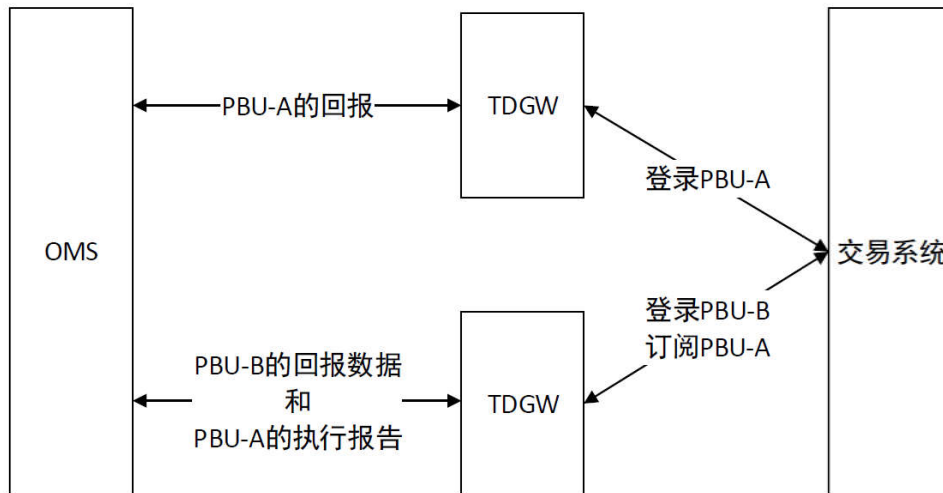 PBU-A的回报
TDGW
登录PBU-A
OMS
交易系统
登录PBU-B
订阅PBU-A
PBU-B的回报数据
和
PBU-A的执行报告
TDGW